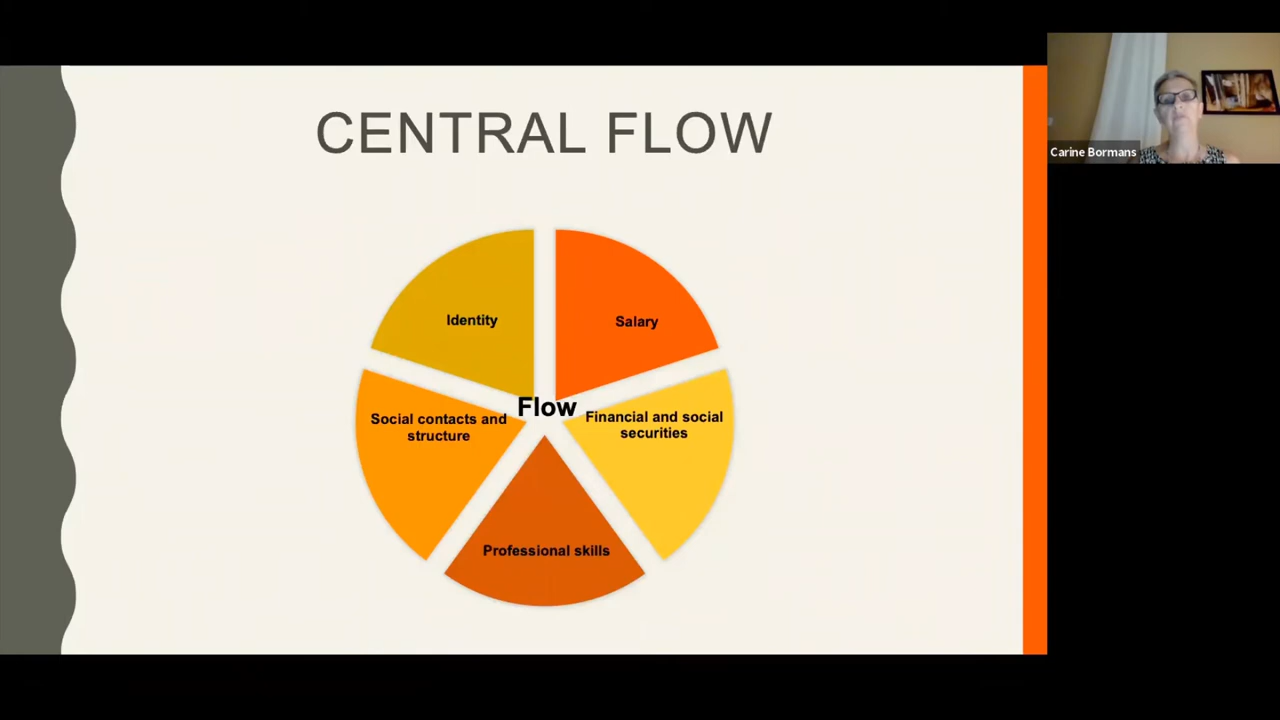 CENTRAL FLOW
Carine Bormans
Identity
Salary
Flow
Social contacts and
structure
Financial and social
securities
Professional skills